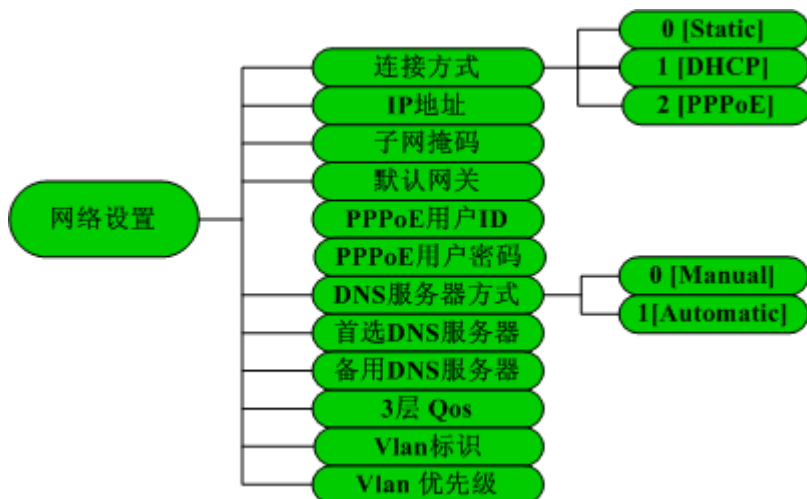 网络设置
连接方式
0 [Static]
1 [DHCP]
2 [PPPoE]
IP地址
子网掩码
默认网关
PPPoE用户ID
PPPoE用户密码
DNS服务器方式
0 [Manual]
1[Automatic]
首选DNS服务器
备用DNS服务器
3层 Qos
Vlan标识
Vlan 优先级